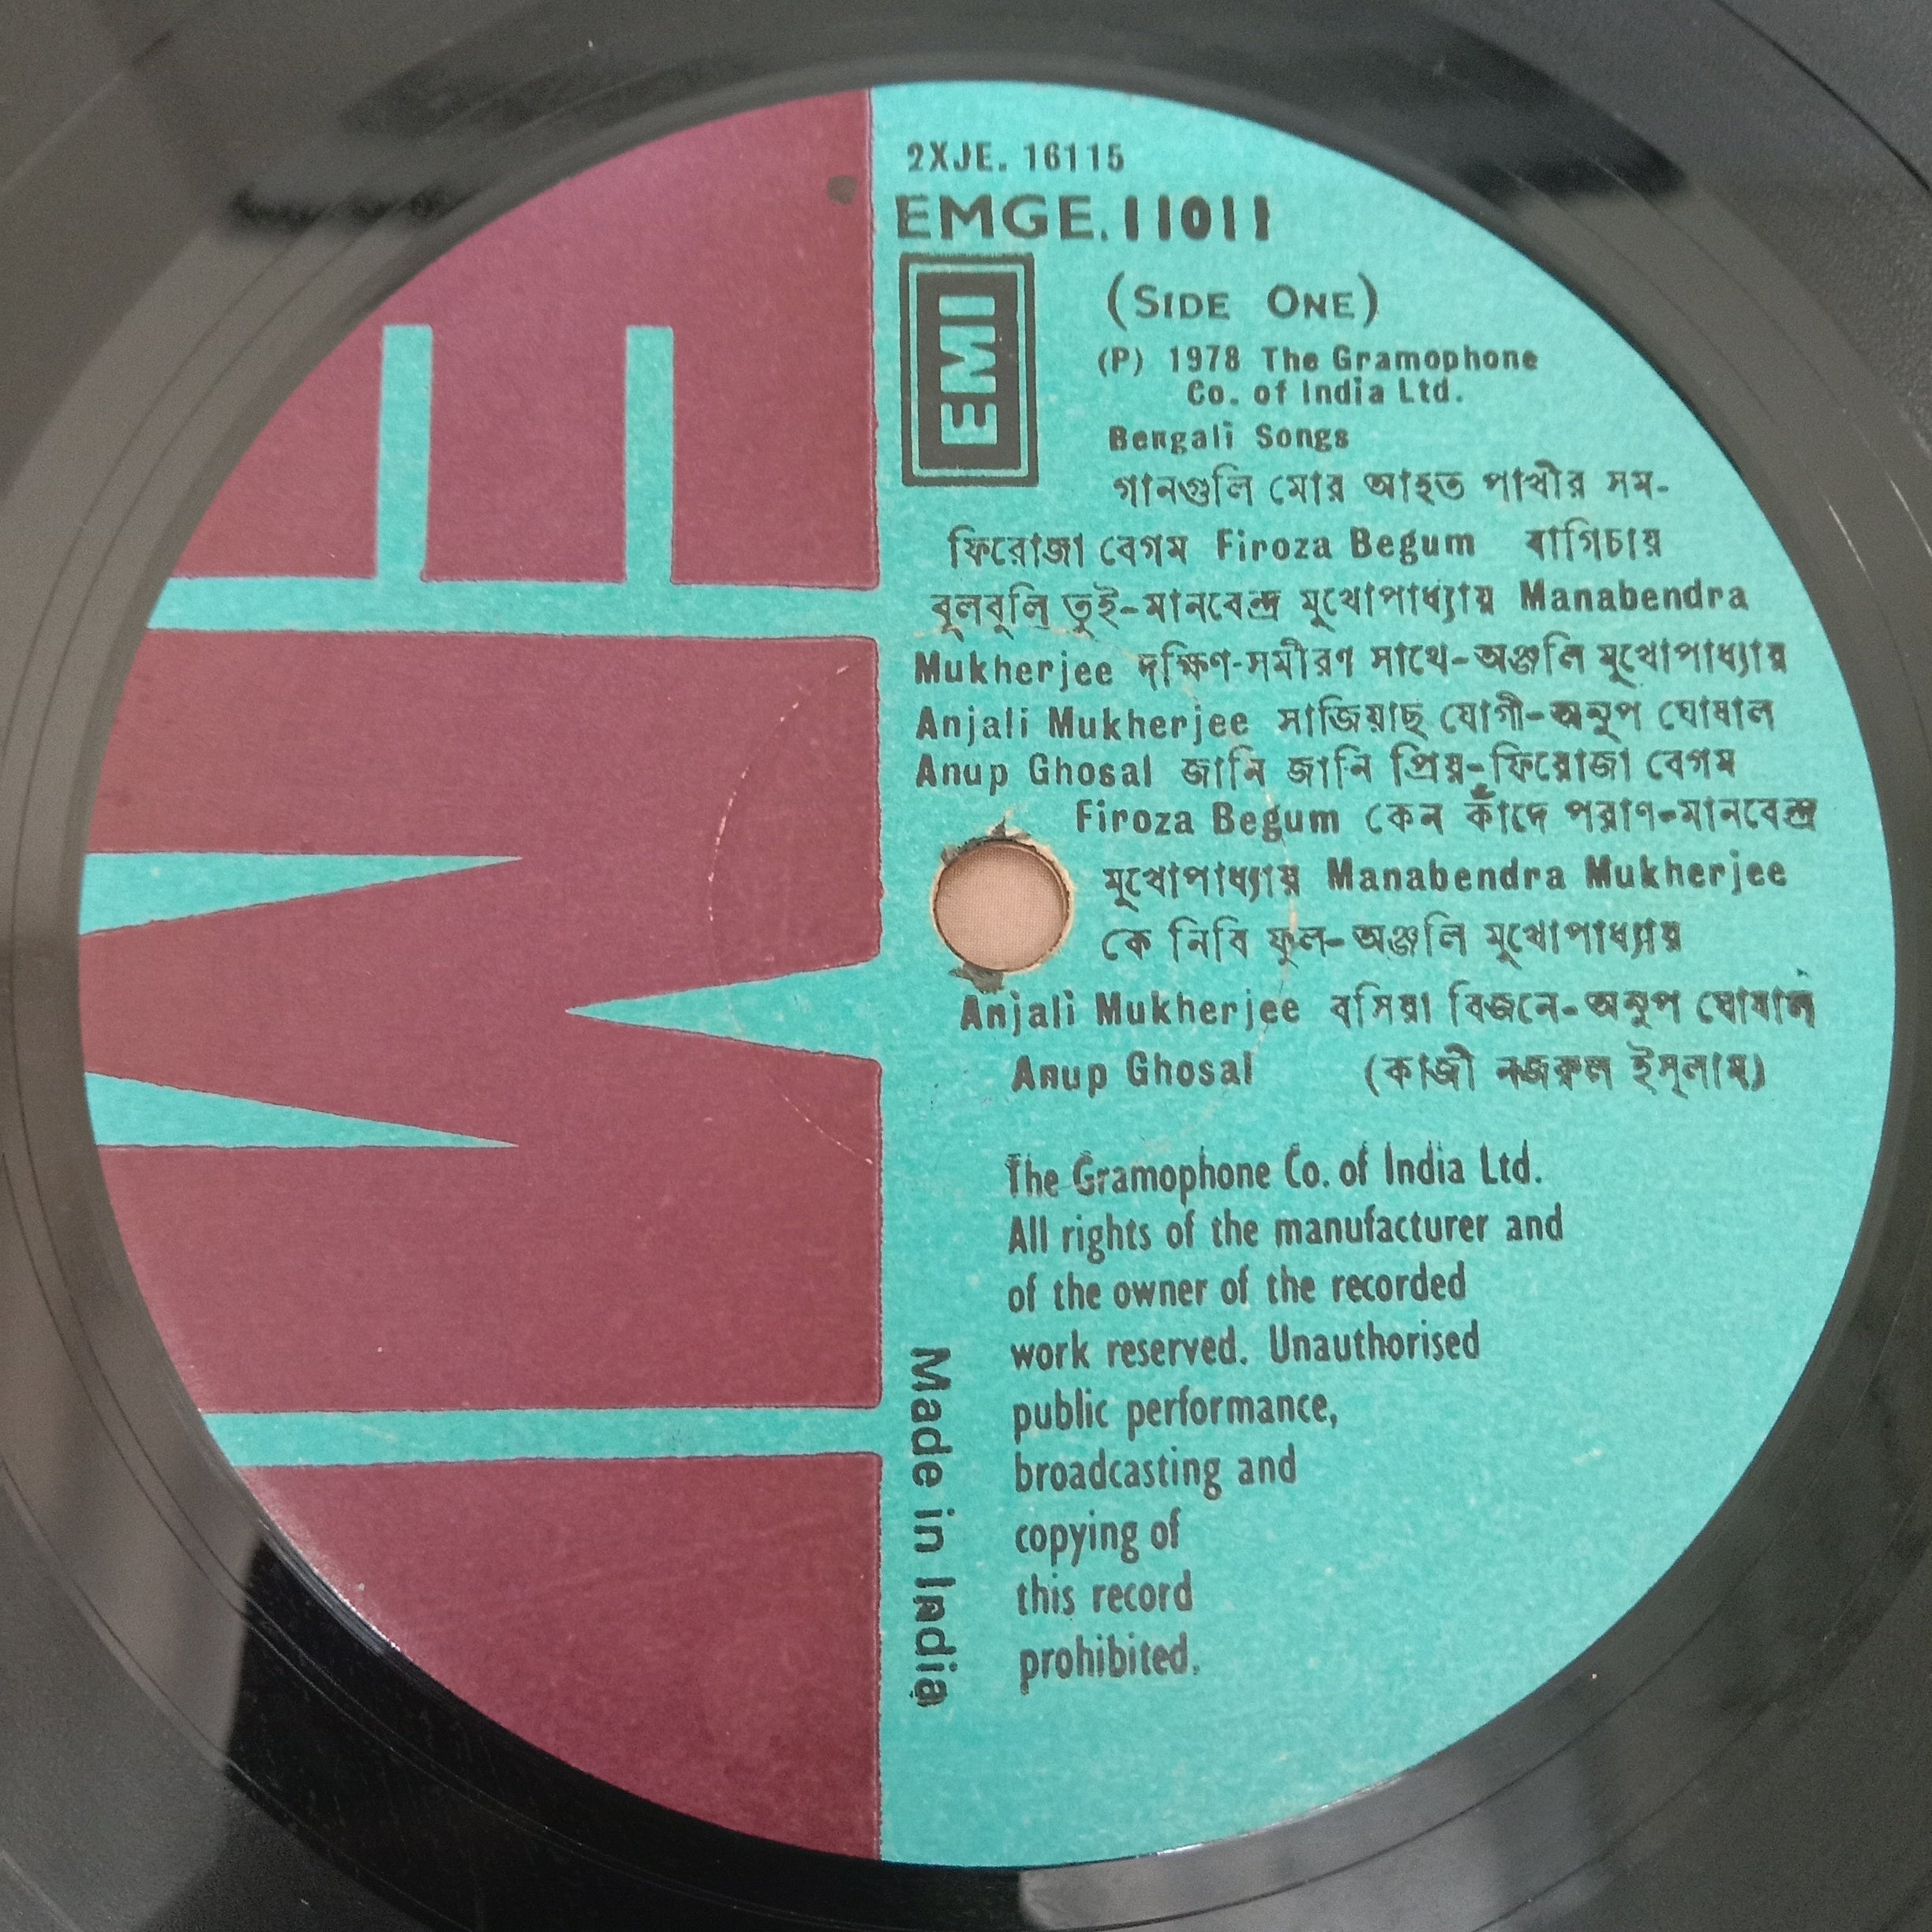 2XJE. 16115
EMGE. 11011
EMI
(SIDE ONE)
(P) 1978 The Gramophone
Co. of India Ltd.
Bengali Songs
গানগুলি মোর আহত পাখীর সম-
ফিরোজা বেগম Firoza Begum বাগিচায়
বুলবুলি তুই-মানবেন্দ্র মুখোপাধ্যায় Manabendra
Mukherjee দক্ষিণ-সমীরণ সাথে-অঞ্জলি মুখোপাধ্যায়
Anjali Mukherjee সাজিয়াছ যোগী-অনুপ ঘোষাল
Anup Ghosal জানি জানি প্রিয়-ফিরোজা বেগম
Firoza Begum কেন কাঁদে পরাণ-মানবেন্দ্র
মুখোপাধ্যায় Manabendra Mukherjee
কে নিবি ফুল-অঞ্জলি মুখোপাধ্যায়
Anjali Mukherjee বসিয়া বিজনে-অনুপ ঘোষাল
Anup Ghosal (কাজী নজরুল ইস্‌লাম)
The Gramophone Co. of India Ltd.
All rights of the manufacturer and
of the owner of the recorded
work reserved. Unauthorised
public performance,
broadcasting and
copying of
this record
prohibited.
Made in India
EMI